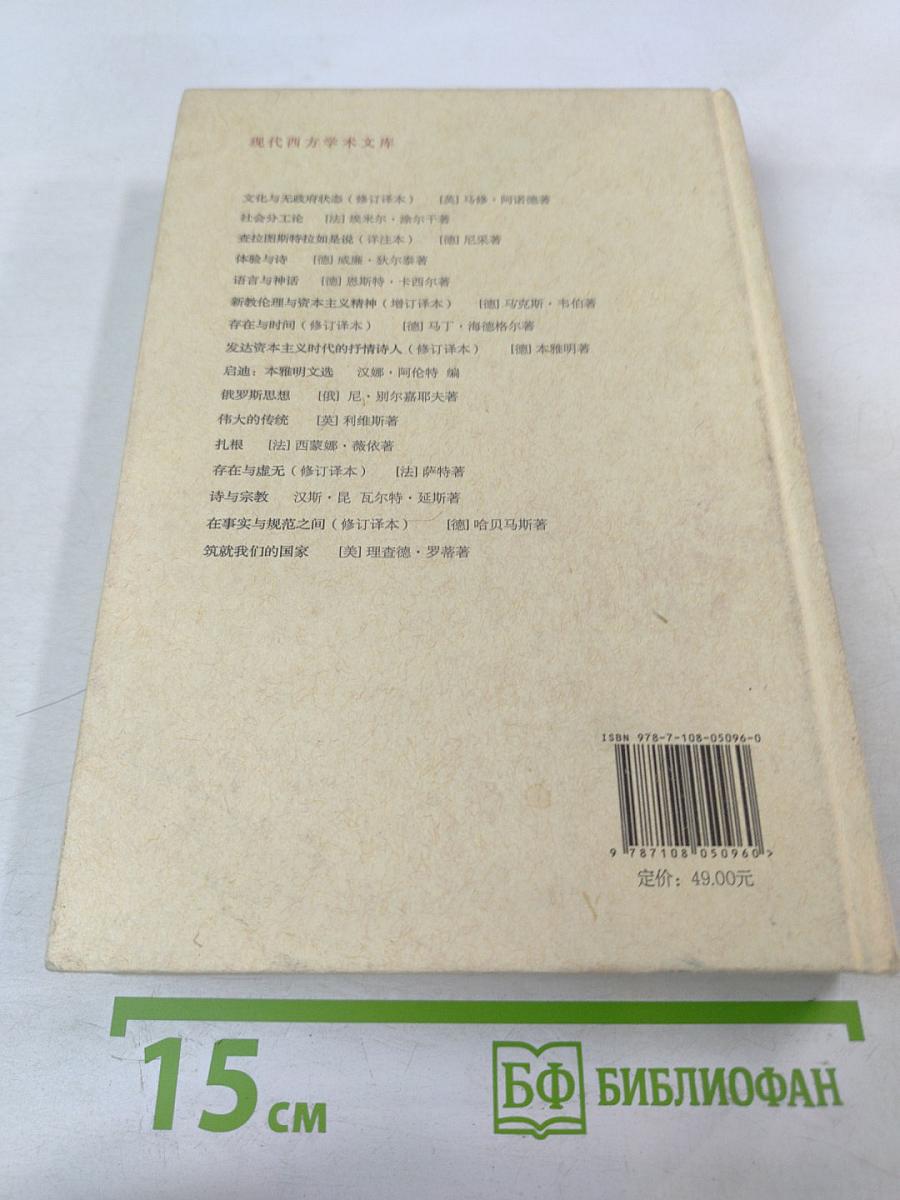 现代西方学术文库
文化与无政府状态（修订译本） [英] 马修·阿诺德著
社会分工论 [法] 埃米尔·涂尔干著
查拉图斯特拉如是说（详注本） [德] 尼采著
体验与诗 [德] 威廉·狄尔泰著
语言与神话 [德] 恩斯特·卡西尔著
新教伦理与资本主义精神（增订译本） [德] 马克斯·韦伯著
存在与时间（修订译本） [德] 马丁·海德格尔著
发达资本主义时代的抒情诗人（修订译本） [德] 本雅明著
启迪：本雅明文选 汉娜·阿伦特 编
俄罗斯思想 [俄] 尼·别尔嘉耶夫著
伟大的传统 [英] 利维斯著
扎根 [法] 西蒙娜·薇依著
存在与虚无（修订译本） [法] 萨特著
诗与宗教 汉斯·昆 瓦尔特·延斯著
在事实与规范之间（修订译本） [德] 哈贝马斯著
筑就我们的国家 [美] 理查德·罗蒂著
ISBN 978-7-108-05096-0
9 787108 050960 >
定价：49.00元
15 см
БФ БИБЛИОФАН